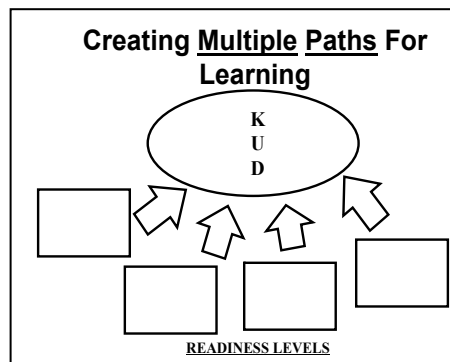 Creating Multiple Paths For
Learning
K
U
D
READINESS LEVELS